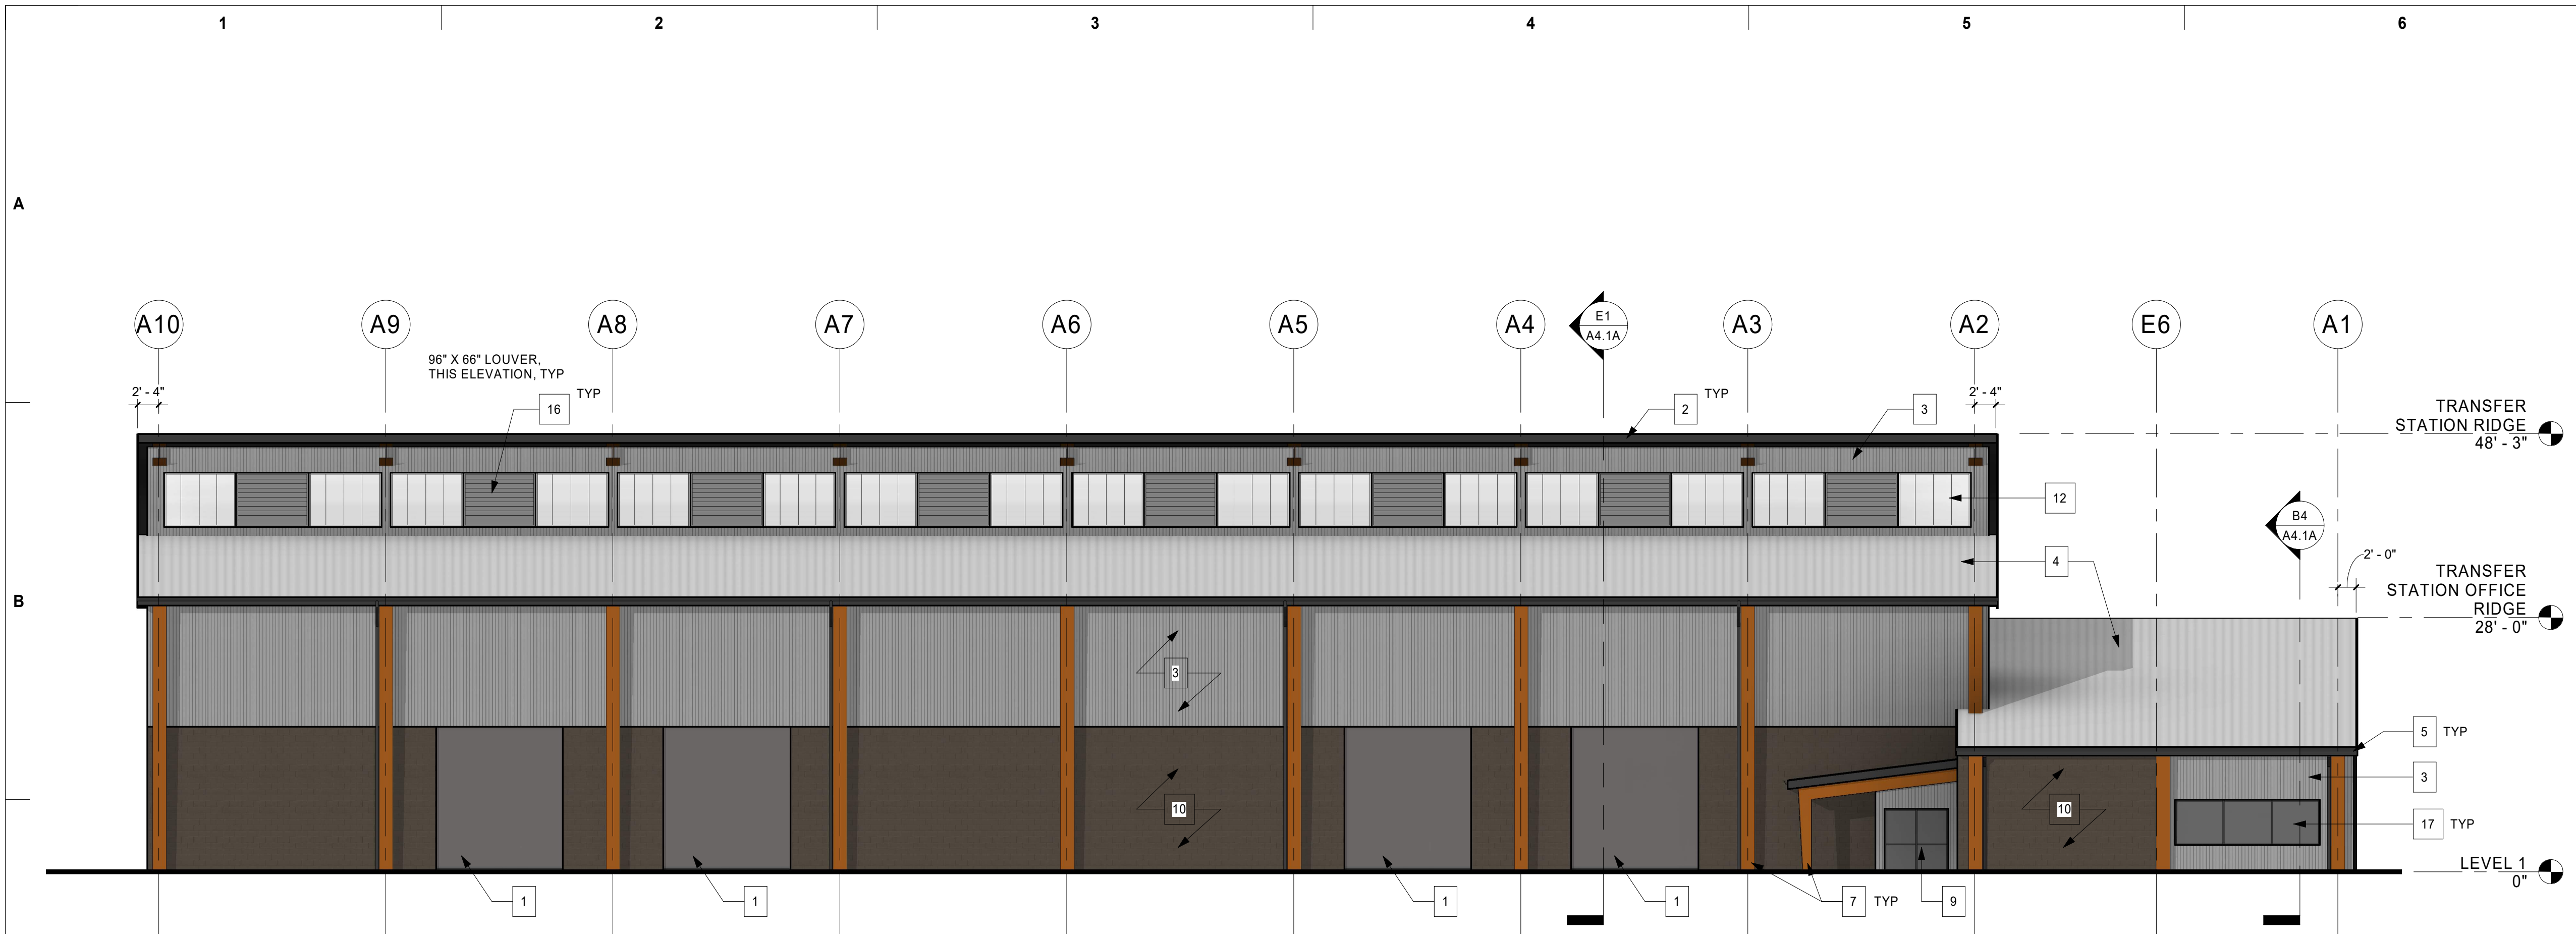 1 2 3 4 5 6
A
A10 A9 A8 A7 A6 A5 A4 E1 A3 A2 E6 A1
A4.1A
96" X 66" LOUVER,
THIS ELEVATION, TYP
2' - 4"
16 TYP
2 TYP
3
2' - 4"
TRANSFER
STATION RIDGE
48' - 3"
12
B4
A4.1A
4
2' - 0"
B
TRANSFER
STATION OFFICE
RIDGE
28' - 0"
3
5 TYP
3
10
10
17 TYP
LEVEL 1
0"
1
1
1
1
7 TYP
9